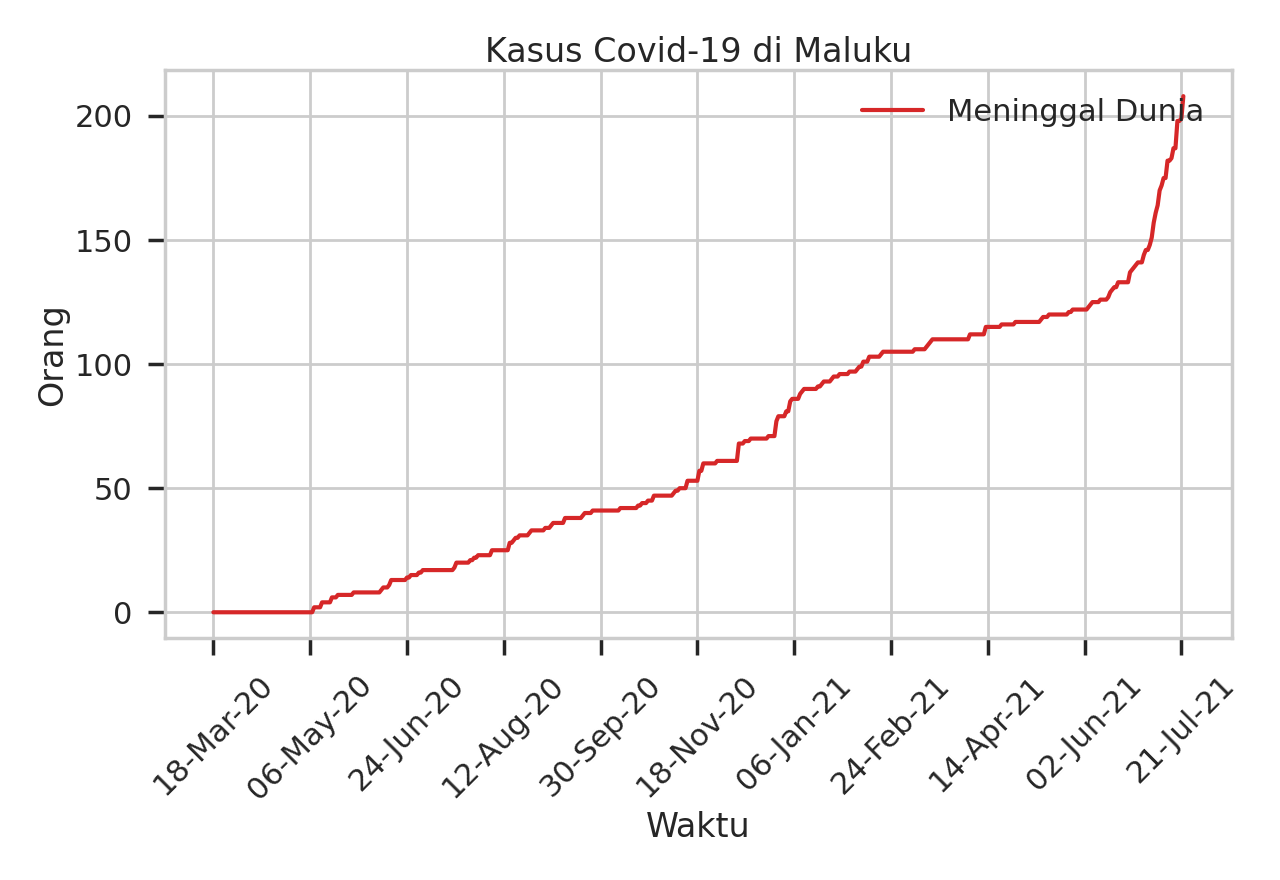 Kasus Covid-19 di Maluku
Meninggal Dunia
200
150
100
50
0
Orang
18-Mar-20
06-May-20
24-Jun-20
12-Aug-20
30-Sep-20
18-Nov-20
06-Jan-21
24-Feb-21
14-Apr-21
02-Jun-21
21-Jul-21
Waktu